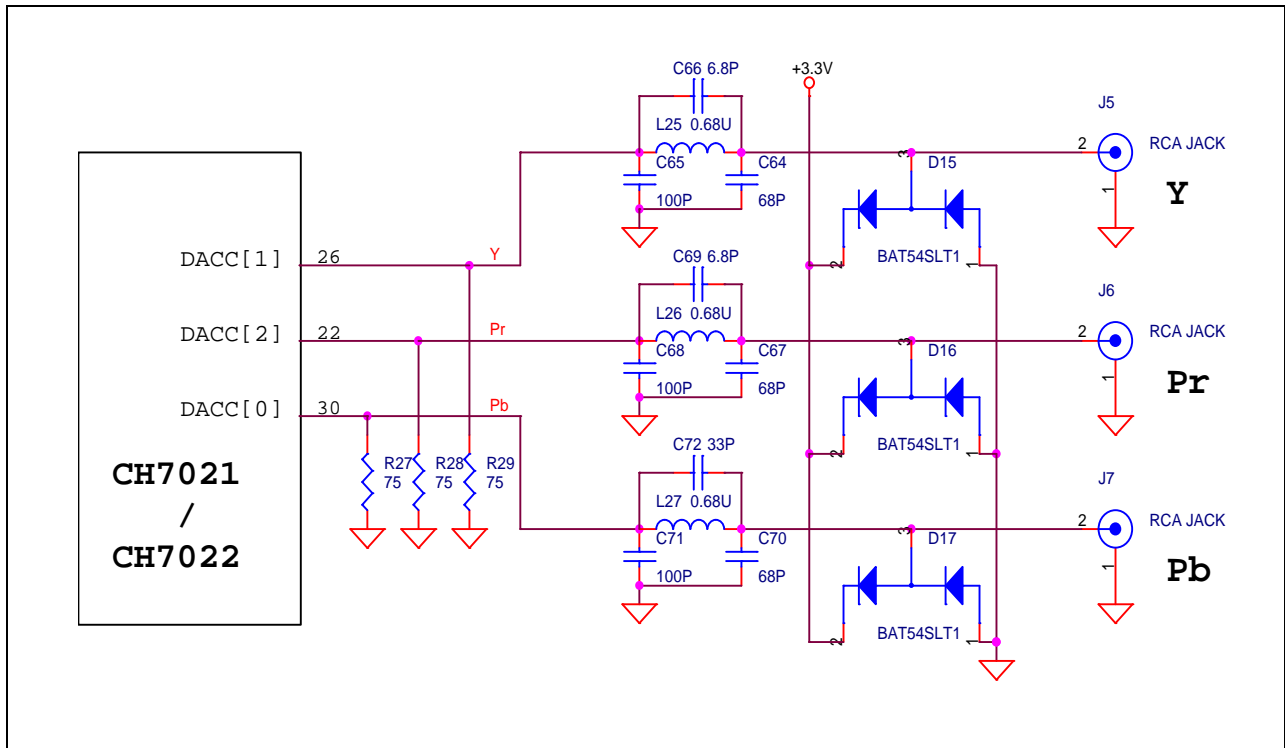 C66 6.8P
+3.3V
J5
L25 0.68U
2
RCA JACK
C65
C64
3
D15
1
Y
100P
68P
DACC[1]
26
Y
C69 6.8P
2
BAT54SLT1
1
J6
DACC[2]
22
Pr
L26 0.68U
2
RCA JACK
C68
C67
3
D16
1
Pr
100P
68P
DACC[0]
30
Pb
C72 33P
2
BAT54SLT1
1
J7
CH7021
/
CH7022
R27
75
R28
75
R29
75
L27 0.68U
2
RCA JACK
C71
C70
3
D17
1
Pb
100P
68P
2
BAT54SLT1
1